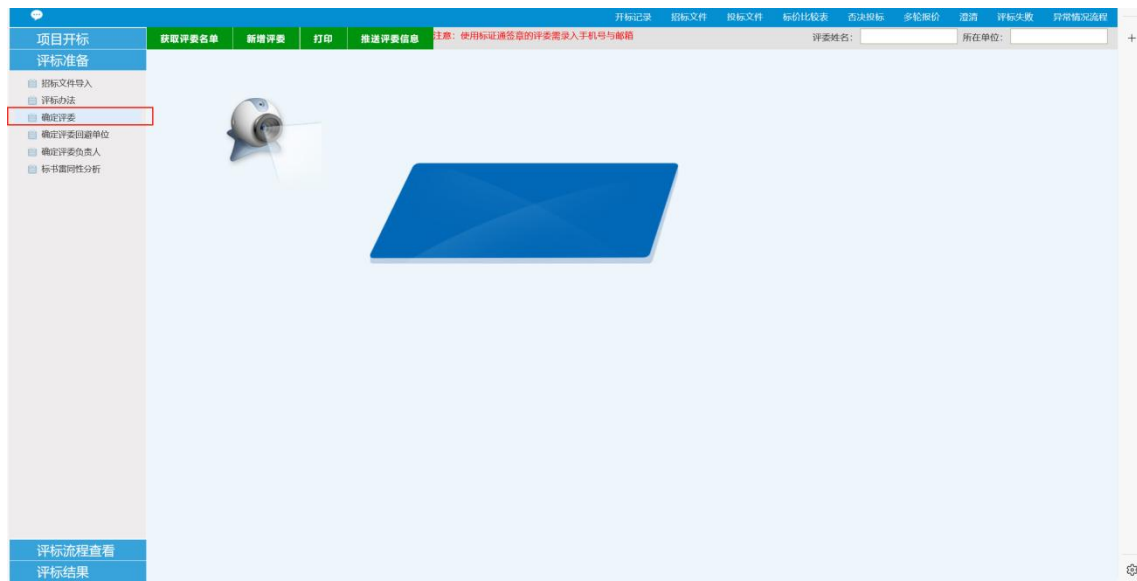 开标记录 招标文件 投标文件 标价比较表 否决投标 多轮报价 澄清 评标失败 异常情况流程
项目开标
获取评委名单 新增评委 打印 推送评委信息 注意：使用标证通签章的评委需录入手机号与邮箱 评委姓名： 所在单位：
评标准备
招标文件导入
评标办法
确定评委
确定评委回避单位
确定评委负责人
标书雷同性分析
评标流程查看
评标结果